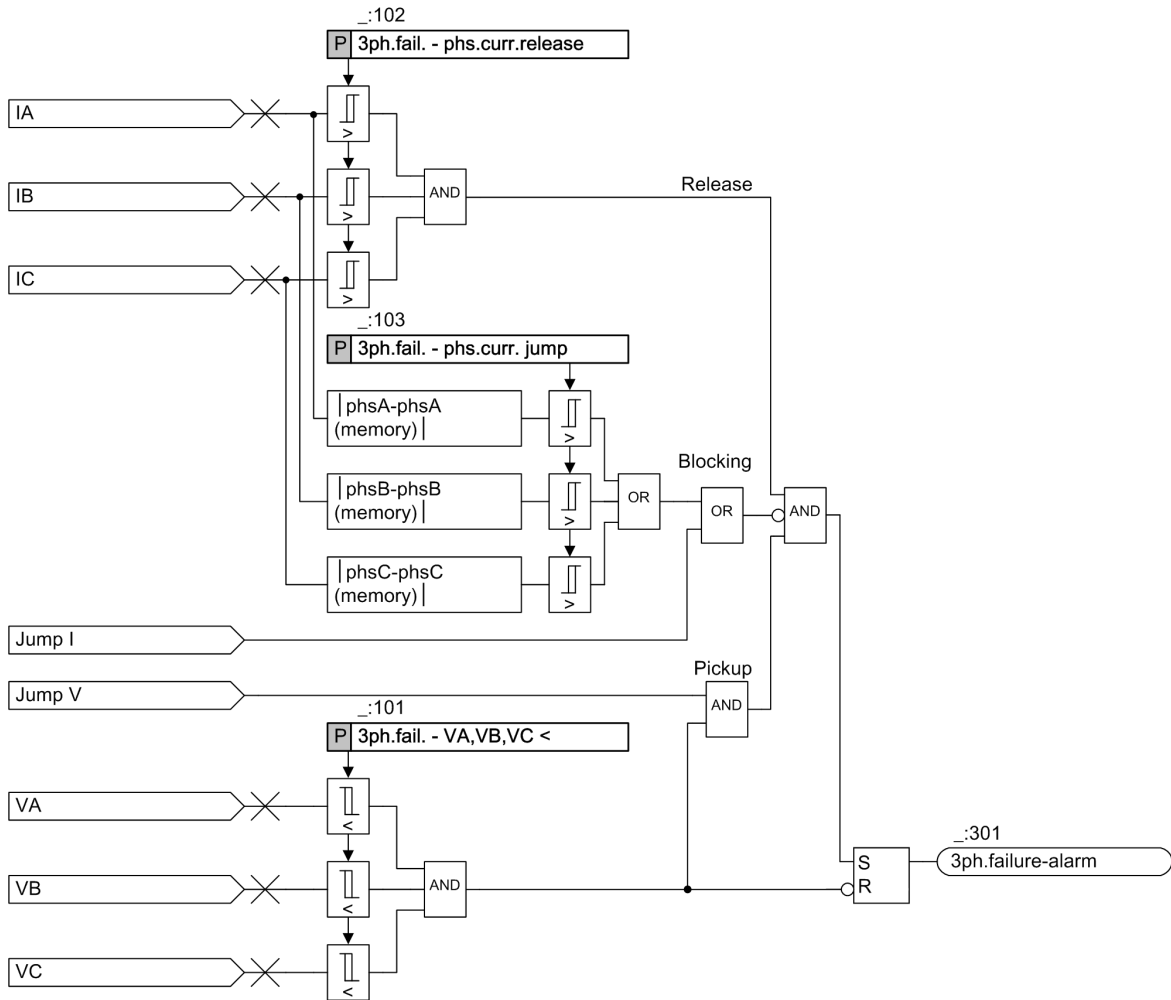 _:102
P 3ph.fail. - phs.curr.release
IA
>
IB
>
AND
Release
IC
>
_:103
P 3ph.fail. - phs.curr. jump
|phsA-phsA
(memory)|
>
Blocking
|phsB-phsB
(memory)|
>
OR
OR
AND
|phsC-phsC
(memory)|
>
Jump I
Pickup
Jump V
AND
_:101
P 3ph.fail. - VA,VB,VC <
VA
<
_:301
S
3ph.failure-alarm
VB
<
AND
R
VC
<